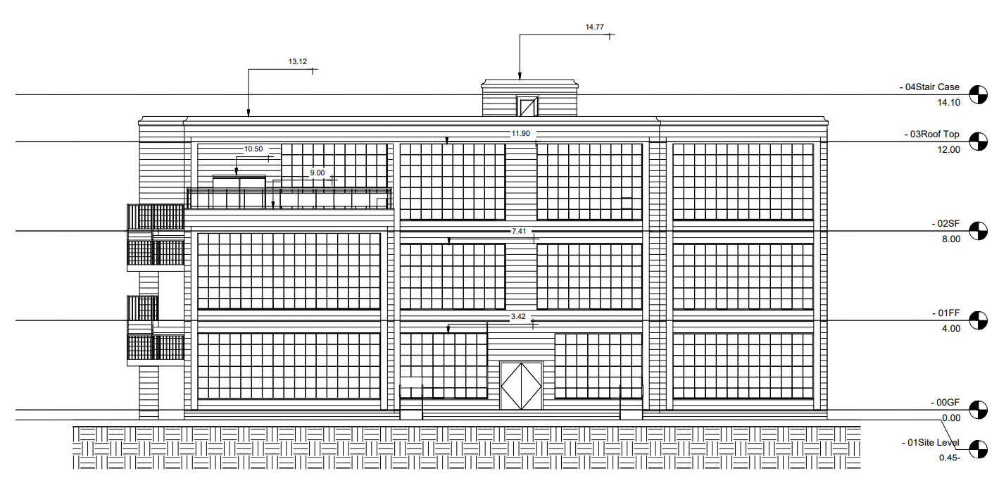 14.77
13.12
- 04Stair Case
14.10
11.90
- 03Roof Top
12.00
10.50
9.00
- 02SF
8.00
7.41
- 01FF
4.00
3.42
- 00GF
0.00
- 01Site Level
0.45-